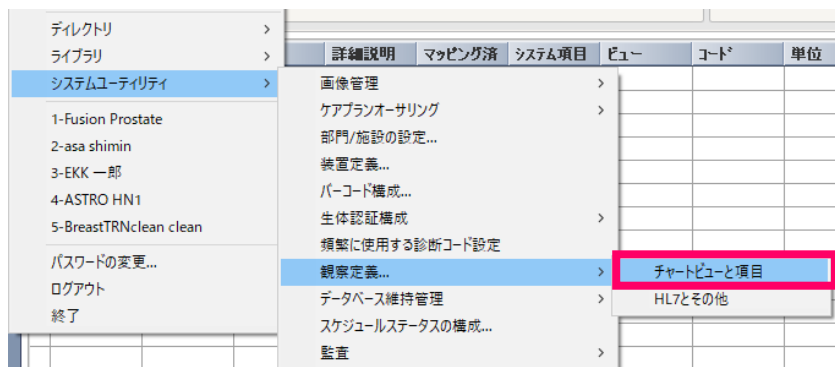 ディレクトリ
ライブラリ
システムユーティリティ
1-Fusion Prostate
2-asa shimin
3-EKK 一郎
4-ASTRO HN1
5-BreastTRNclean clean
パスワードの変更...
ログアウト
終了
詳細説明 マッピング済 システム項目 ビュー コード 単位
画像管理
ケアプランオーサリング
部門/施設の設定...
装置定義...
バーコード構成...
生体認証構成
頻繁に使用する診断コード設定
観察定義...
データベース維持管理
スケジュールステータスの構成...
監査
チャートビューと項目
HL7とその他